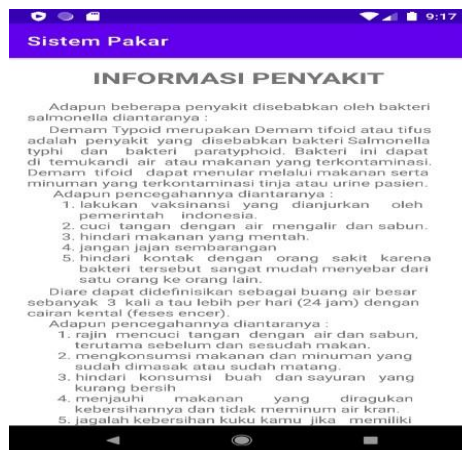 9:17
Sistem Pakar
INFORMASI PENYAKIT
Adapun beberapa penyakit disebabkan oleh bakteri
salmonella diantaranya :
Demam Typoid merupakan Demam tifoid atau tifus
adalah penyakit yang disebabkan bakteri Salmonella
typhi dan bakteri paratyphoid. Bakteri ini dapat
di temukandi air atau makanan yang terkontaminasi.
Demam tifoid dapat menular melalui makanan serta
minuman yang terkontaminasi tinja atau urine pasien.
Adapun pencegahannya diantaranya :
1. lakukan vaksinansi yang dianjurkan oleh
pemerintah indonesia.
2. cuci tangan dengan air mengalir dan sabun.
3. hindari makanan yang mentah.
4. jangan jajan sembarangan
5. hindari kontak dengan orang sakit karena
bakteri tersebut sangat mudah menyebar dari
satu orang ke orang lain.
Diare dapat didefinisikan sebagai buang air besar
sebanyak 3 kali a tau lebih per hari (24 jam) dengan
cairan kental (feses encer).
Adapun pencegahannya diantaranya :
1. rajin mencuci tangan dengan air dan sabun,
terutama sebelum dan sesudah makan.
2. mengkonsumsi makanan dan minuman yang
sudah dimasak atau sudah matang.
3. hindari konsumsi buah dan sayuran yang
kurang bersih
4. menjauhi makanan yang diragukan
kebersihannya dan tidak meminum air kran.
5. jagalah kebersihan kuku kamu jika memiliki